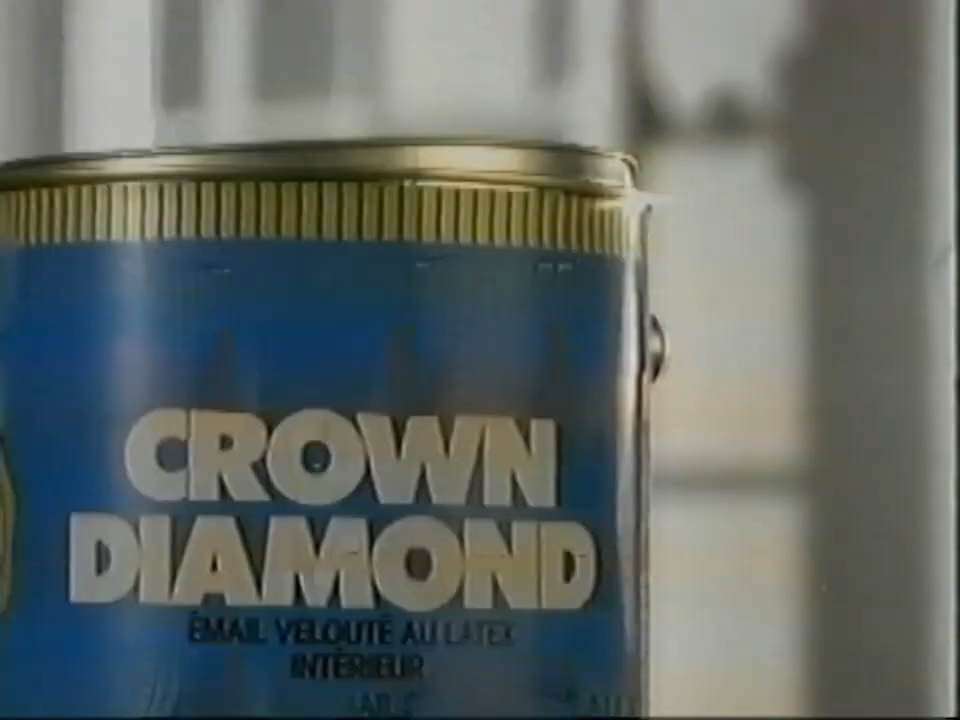 CROWN
DIAMOND
ÉMAIL VELOUTÉ AU LATEX
INTÉRIEUR